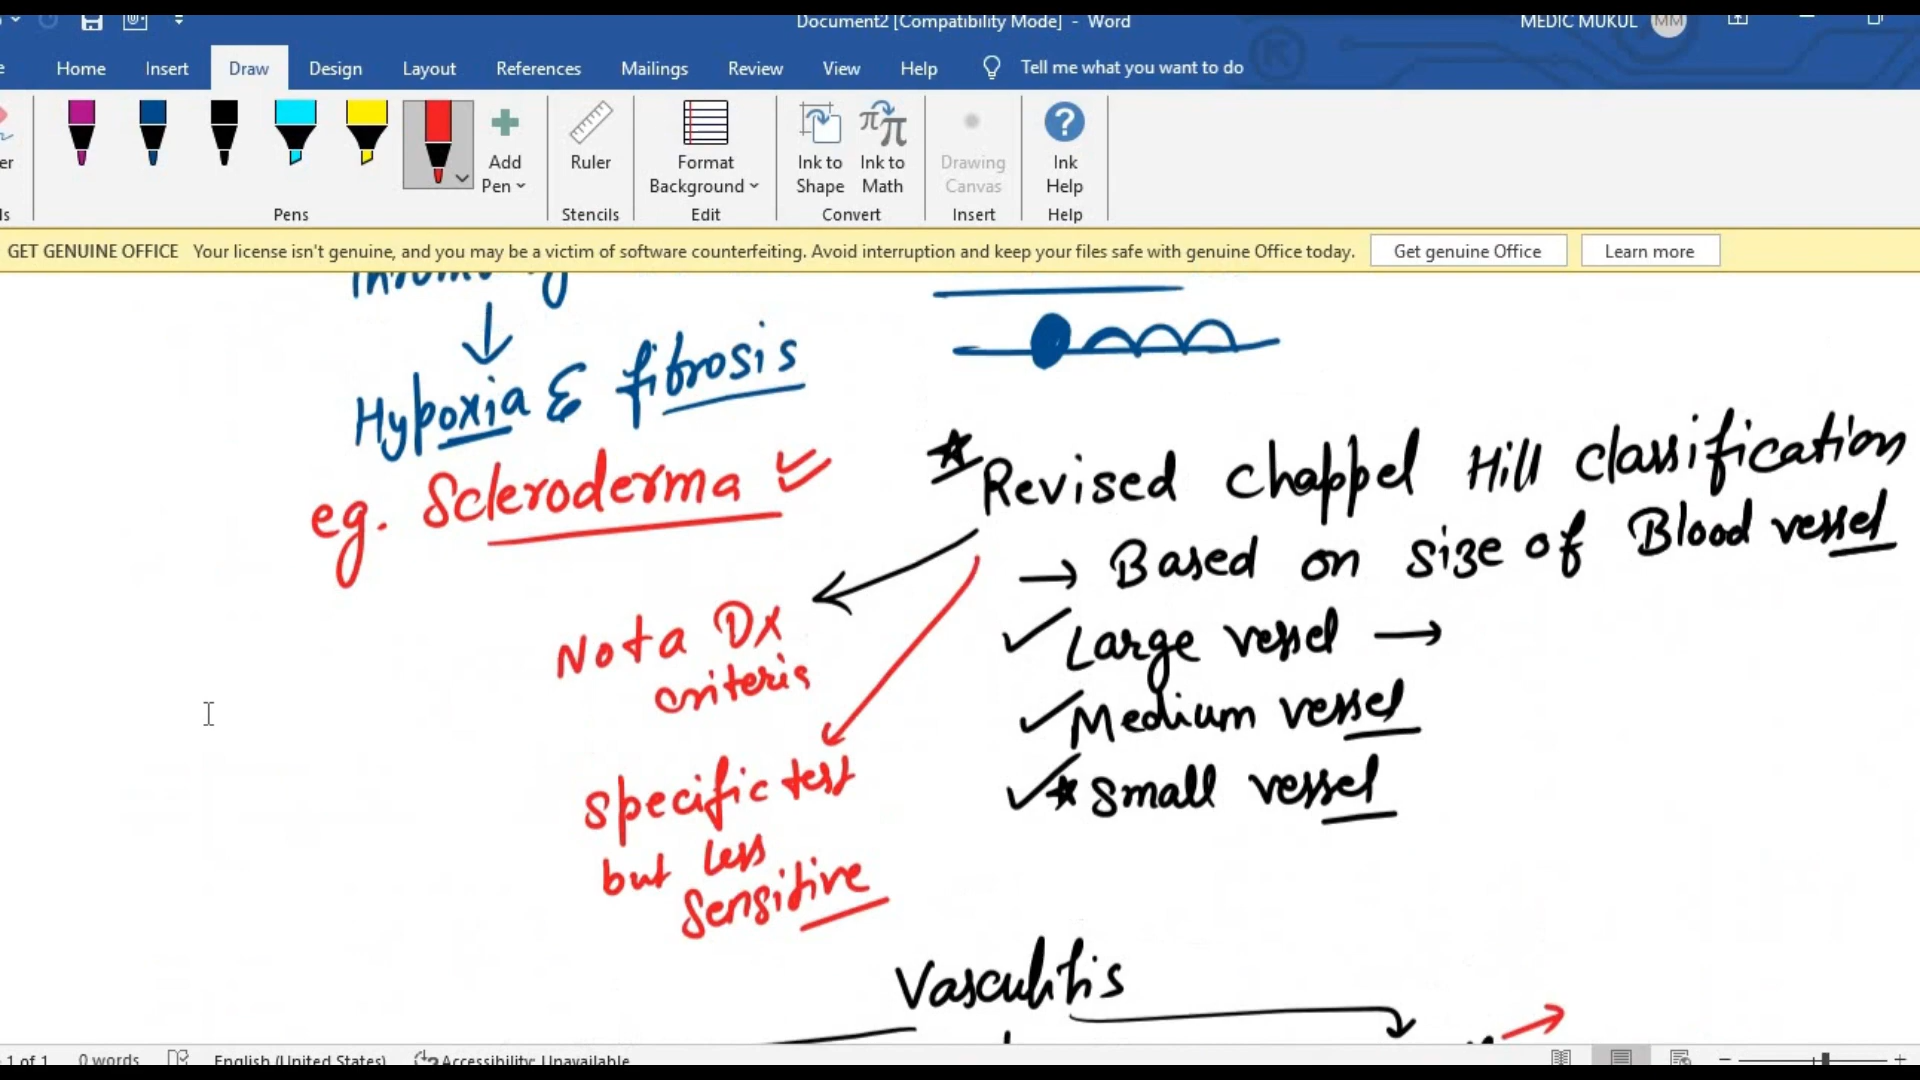 Document2 [Compatibility Mode] - Word
MEDIC MUKUL MM
Home Insert Draw Design Layout References Mailings Review View Help Tell me what you want to do
Add Pen
Ruler
Format Background
Ink to Shape
Ink to Math
Drawing Canvas
Ink Help
Pens Stencils Edit Convert Insert Help
GET GENUINE OFFICE Your license isn't genuine, and you may be a victim of software counterfeiting. Avoid interruption and keep your files safe with genuine Office today. Get genuine Office Learn more
Hypoxia & fibrosis
eg. Scleroderma
Revised Chappel Hill classification
→ Based on size of Blood vessel
Large vessel →
Medium vessel
Small vessel
Not a Dx
criteria
Specific test
but less
sensitive
Vasculitis
1 of 1 0 words English (United States) Accessibility: Unavailable